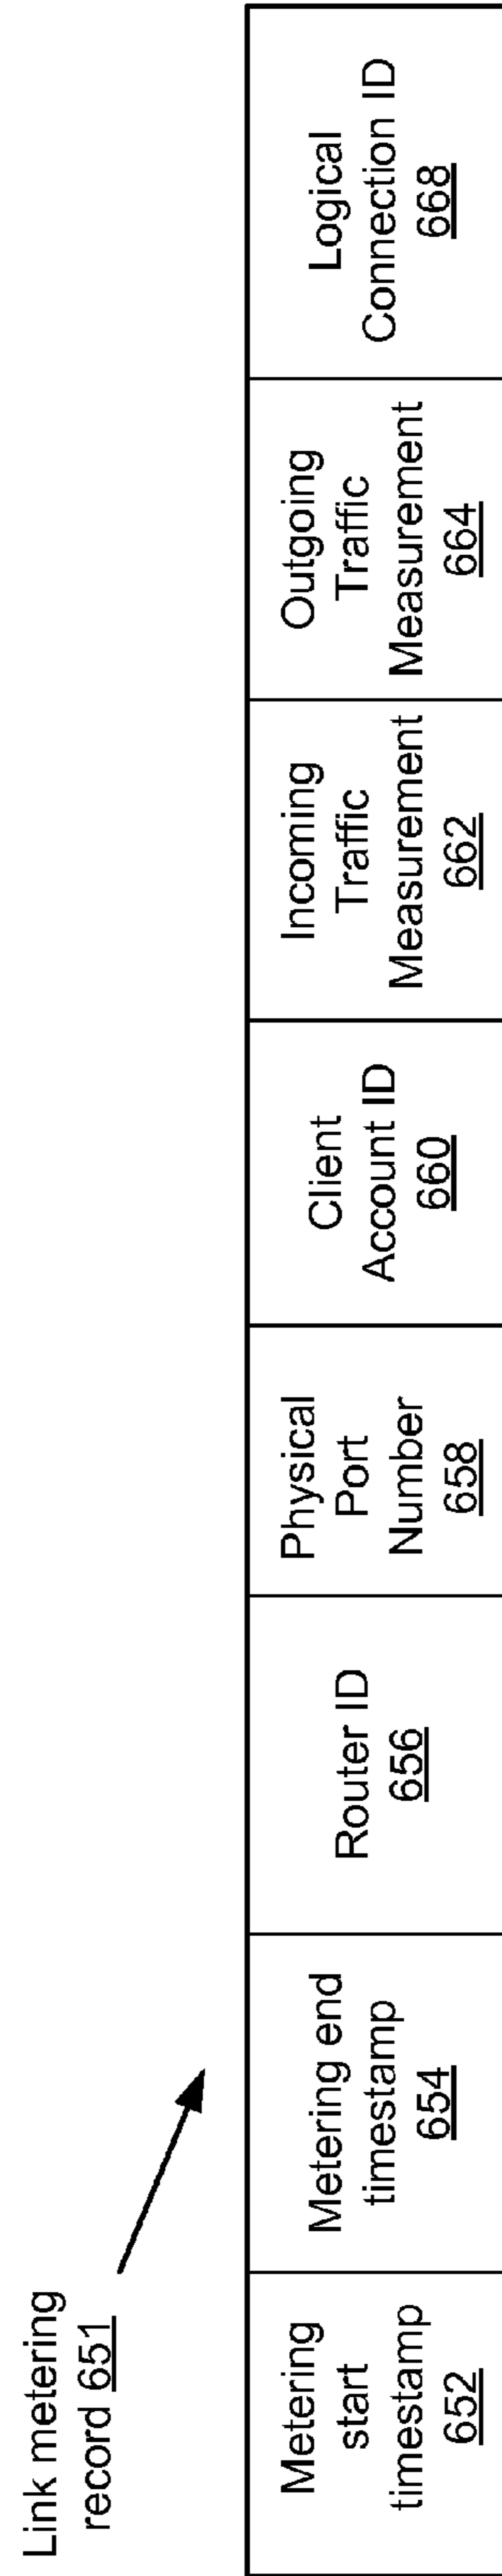 Link metering
record 651
Metering
start
timestamp
652
Metering end
timestamp
654
Router ID
656
Physical
Port
Number
658
Client
Account ID
660
Incoming
Traffic
Measurement
662
Outgoing
Traffic
Measurement
664
Logical
Connection ID
668